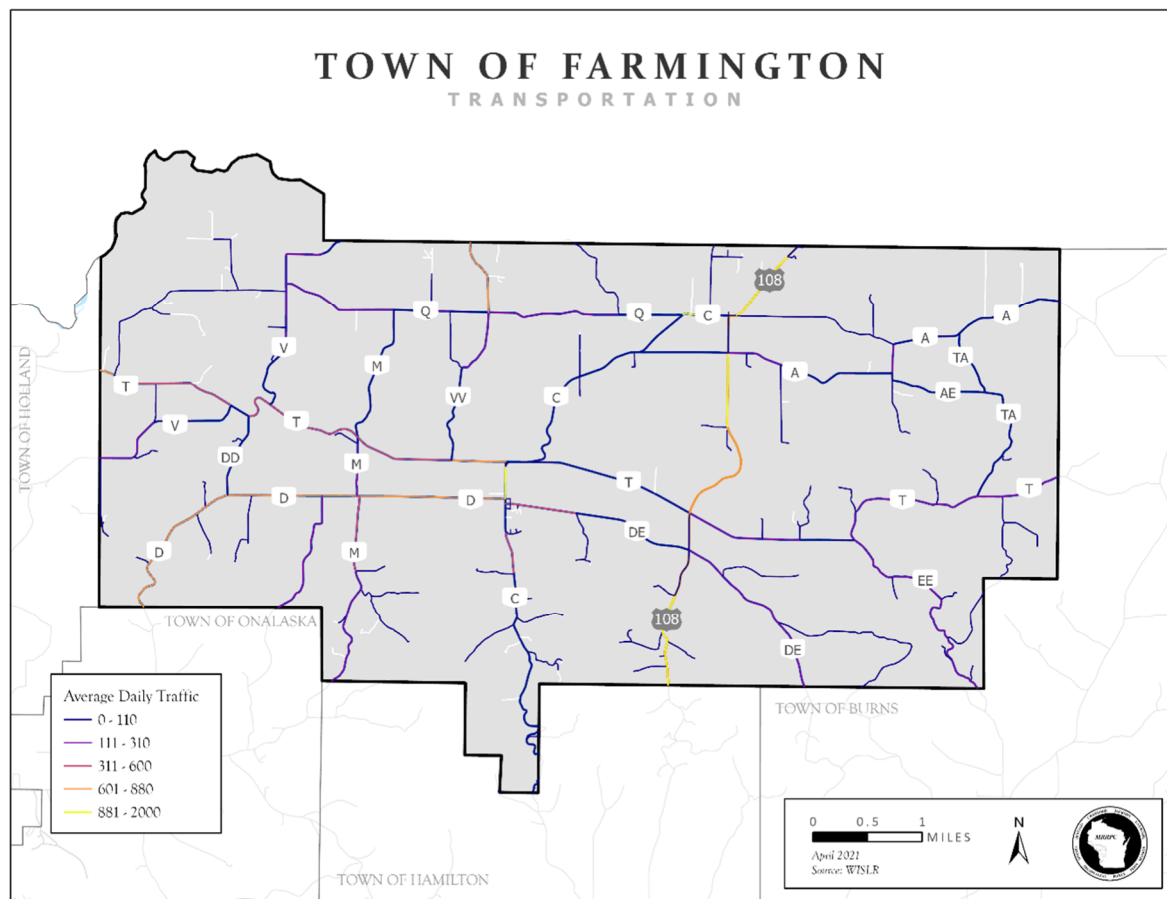 TOWN OF FARMINGTON
TRANSPORTATION
108
Q
Q
C
A
A
V
M
TA
T
A
VV
C
AE
V
T
TA
DD
M
T
T
D
D
T
DE
D
M
EE
C
108
DE
TOWN OF HOLLAND
TOWN OF ONALASKA
TOWN OF BURNS
TOWN OF HAMILTON
Average Daily Traffic
0 - 110
111 - 310
311 - 600
601 - 880
881 - 2000
0 0.5 1
MILES
April 2021
Source: WISLR
N
MRRPC